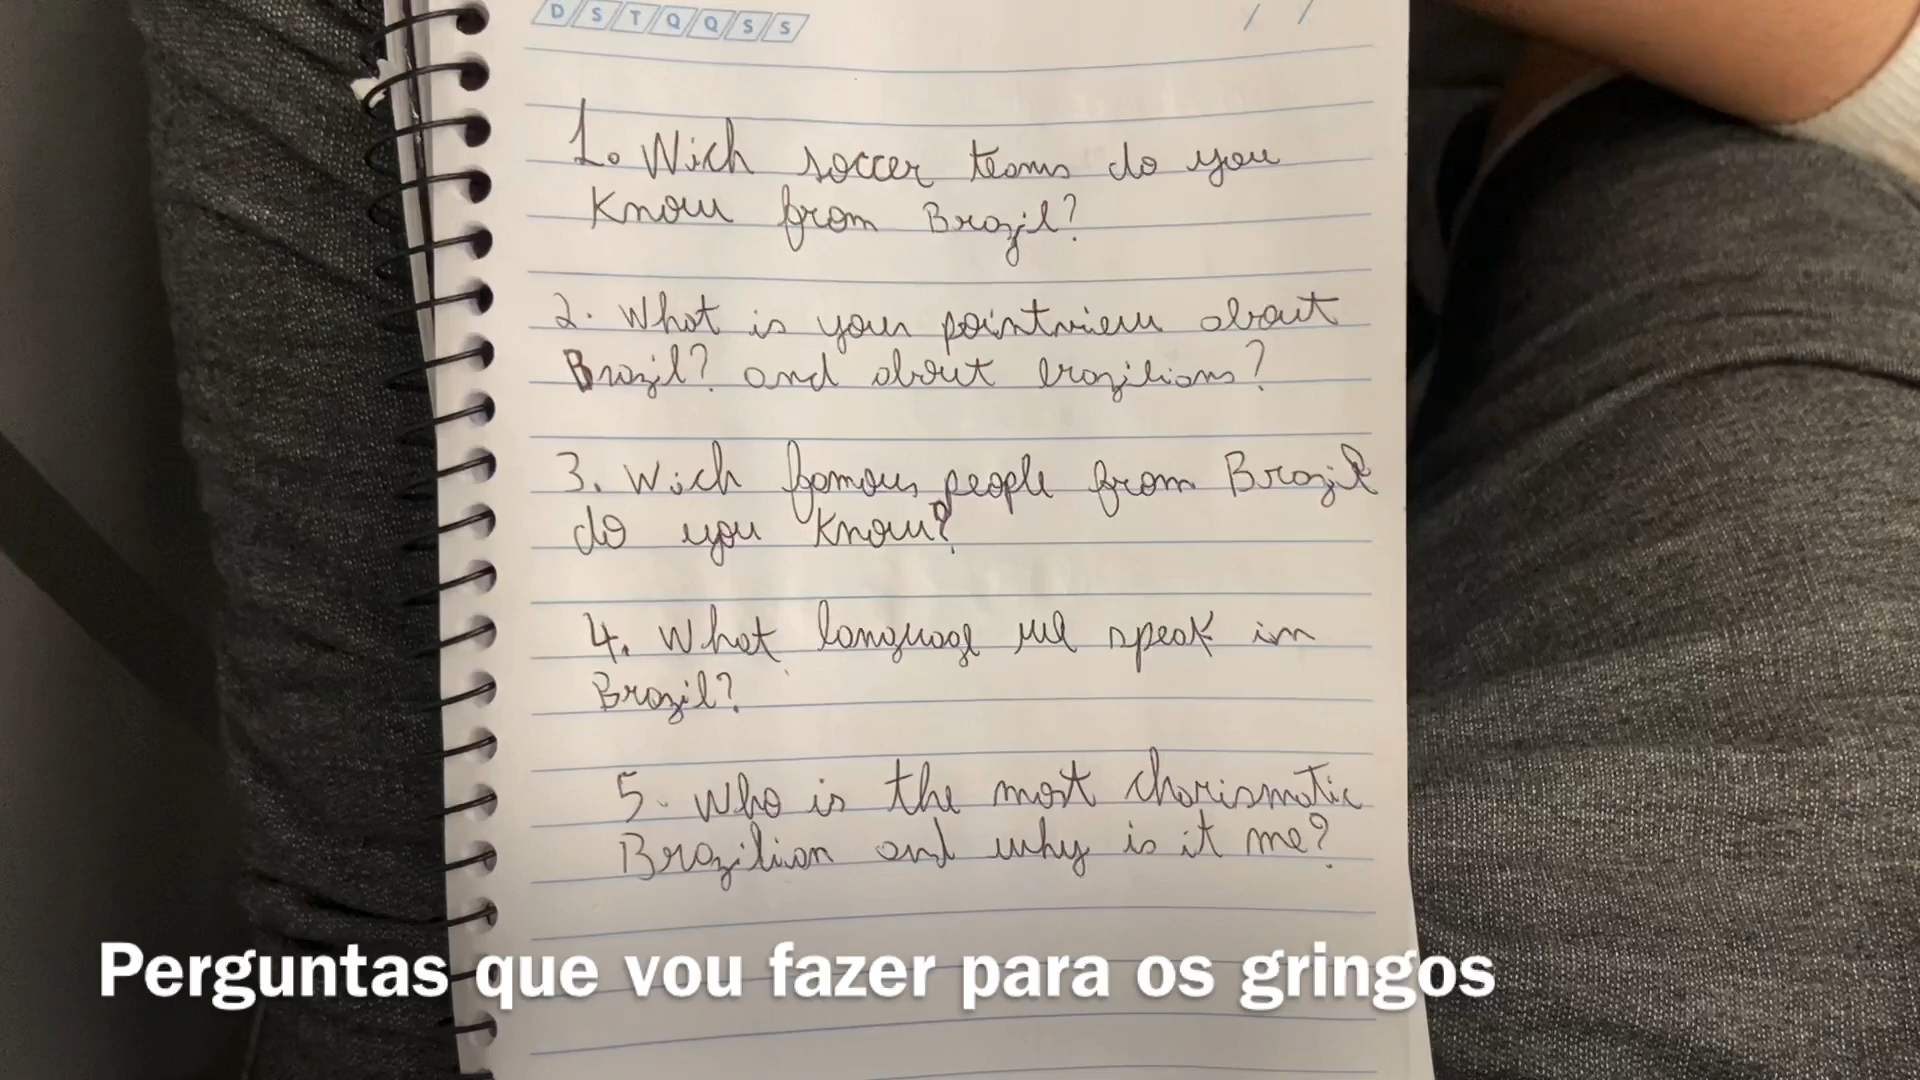 D S T Q Q S S / /
1. Wich soccer teams do you
know from Brazil?
2. What is your pointview about
Brazil? and about brazilians?
3. Wich famous people from Brazil
do you know?
4. What language we speak in
Brazil?
5. Who is the most charismatic
Brazilian and why is it me?
Perguntas que vou fazer para os gringos